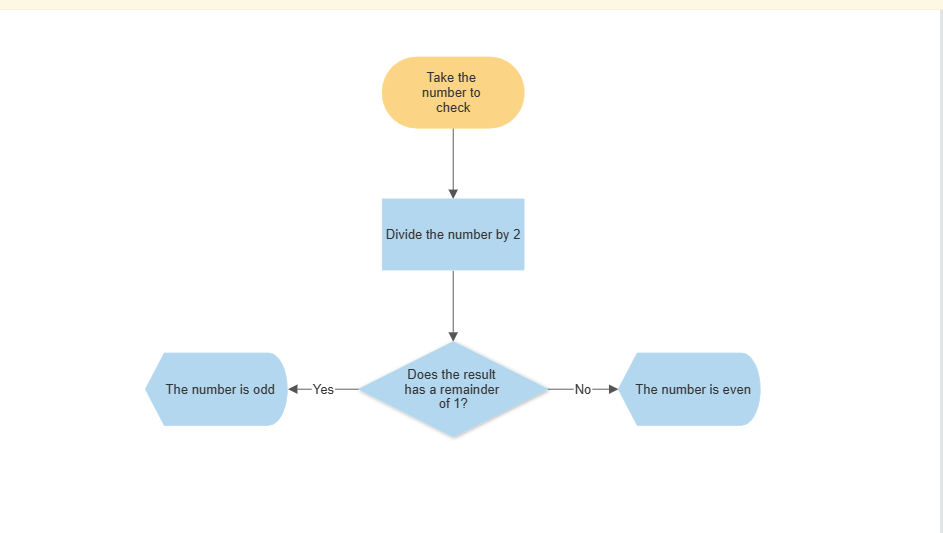 Take the
number to
check
Divide the number by 2
Does the result
has a remainder
of 1?
The number is odd
Yes
No
The number is even